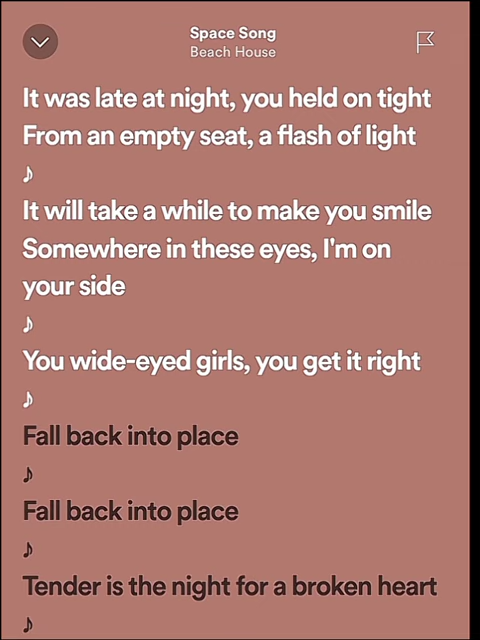 Space Song
Beach House
It was late at night, you held on tight
From an empty seat, a flash of light
♪
It will take a while to make you smile
Somewhere in these eyes, I'm on
your side
♪
You wide-eyed girls, you get it right
♪
Fall back into place
♪
Fall back into place
♪
Tender is the night for a broken heart
♪